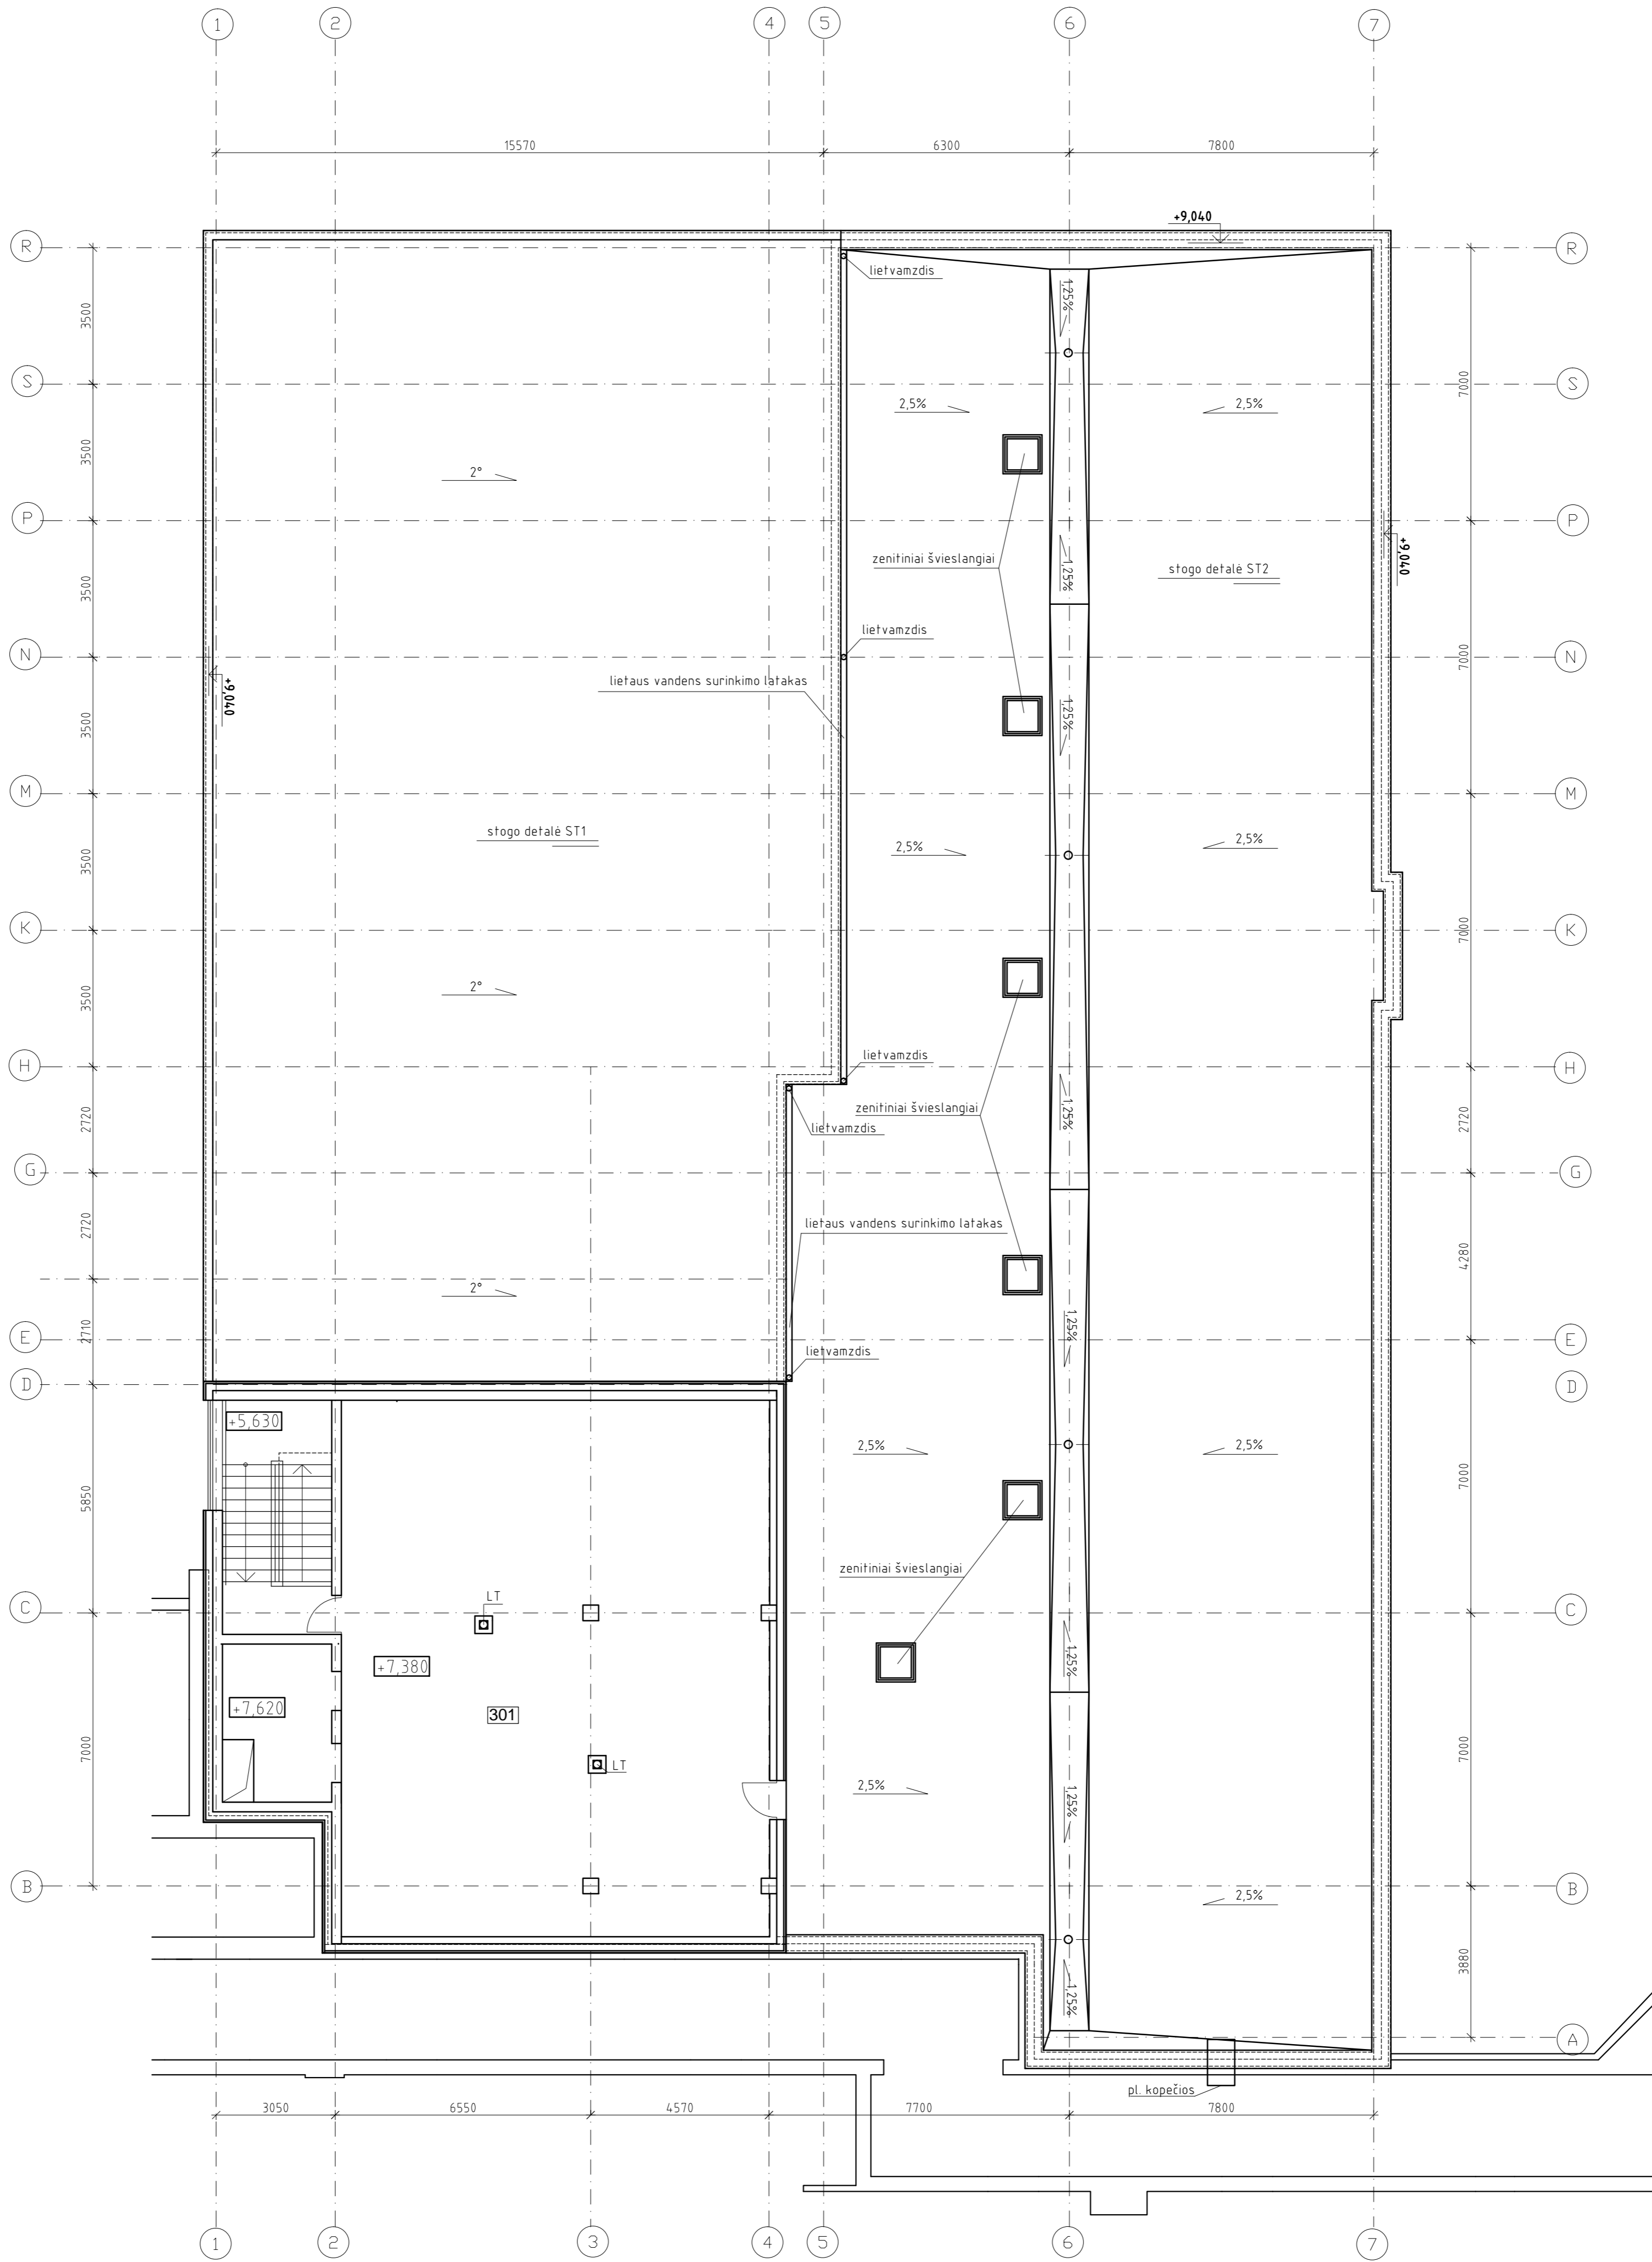 1 2 4 5 6 7
15570 6300 7800
+9,040
R R
lietvamzdis
1,25%
3500
S S
7000
2,5% 2,5%
3500
2°
P P
zenitiniai švieslangiai
1,25%
+9,040
stogo detalė ST2
3500
lietvamzdis
N N
7000
lietaus vandens surinkimo latakas
+9,040
1,25%
3500
M M
stogo detalė ST1
2,5% 2,5%
3500
K K
7000
2°
3500
lietvamzdis
H H
zenitiniai švieslangiai
1,25%
lietvamzdis
2720 2720
G G
lietaus vandens surinkimo latakas
2720
4280
2°
1,25%
2710
E E
lietvamzdis
D D
+5,630
2,5% 2,5%
5850
7000
zenitiniai švieslangiai
LT
C C
1,25%
+7,380
+7,620
301
7000 7000
LT
2,5%
1,25%
B B
2,5%
3880
1,25%
A
pl. kopečios
3050 6550 4570 7700 7800
1 2 3 4 5 6 7